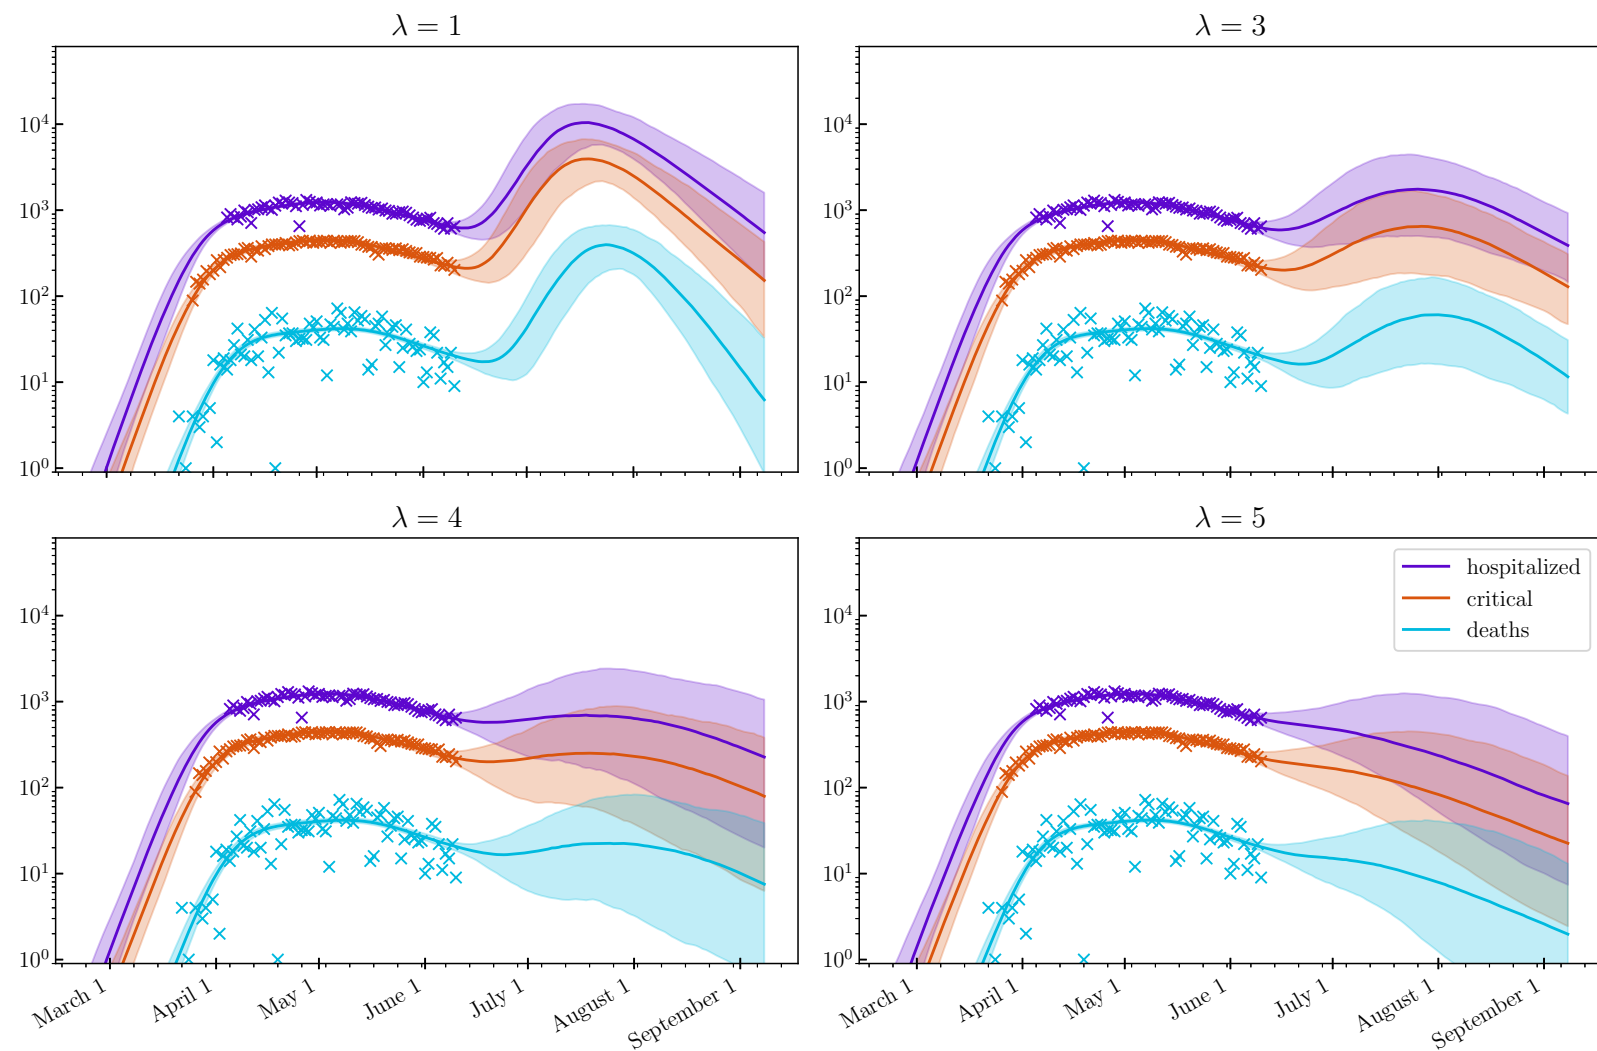 λ = 1
10⁴
10³
10²
10¹
10⁰
λ = 3
10⁴
10³
10²
10¹
10⁰
λ = 4
10⁴
10³
10²
10¹
10⁰
March 1
April 1
May 1
June 1
July 1
August 1
September 1
λ = 5
hospitalized
critical
deaths
10⁴
10³
10²
10¹
10⁰
March 1
April 1
May 1
June 1
July 1
August 1
September 1